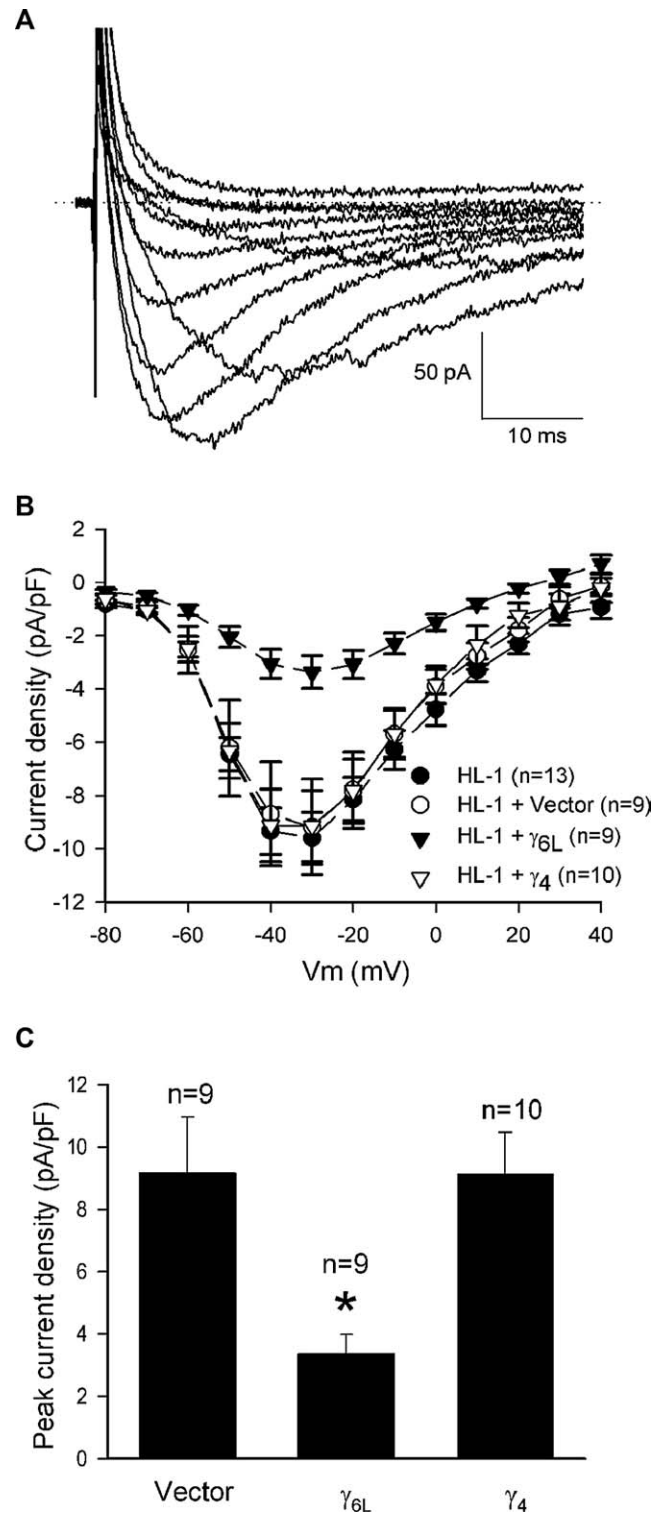 A
50 pA
10 ms
B
Current density (pA/pF)
2
0
-2
-4
-6
-8
-10
-12
-80
-60
-40
-20
0
20
40
Vm (mV)
HL-1 (n=13)
HL-1 + Vector (n=9)
HL-1 + γ6L (n=9)
HL-1 + γ4 (n=10)
C
Peak current density (pA/pF)
12
10
8
6
4
2
0
n=9
n=9
*
n=10
Vector
γ6L
γ4